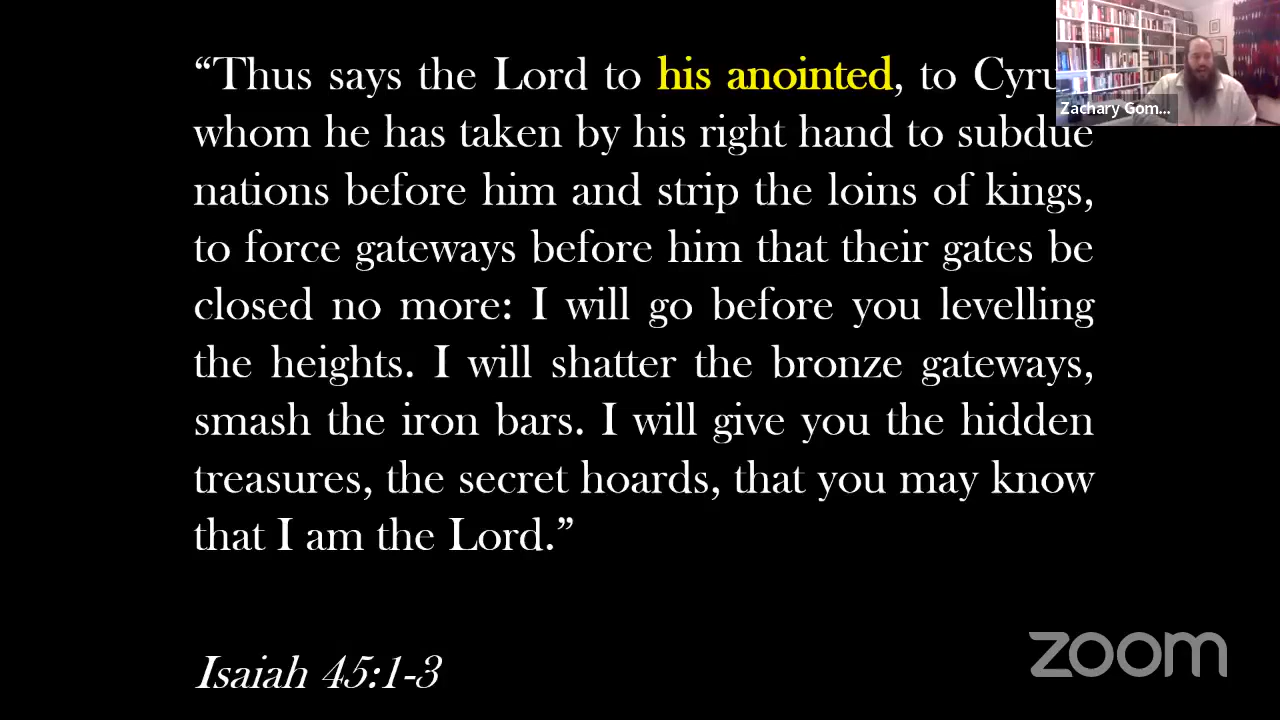 “Thus says the Lord to his anointed, to Cyru
whom he has taken by his right hand to subdue
nations before him and strip the loins of kings,
to force gateways before him that their gates be
closed no more: I will go before you levelling
the heights. I will shatter the bronze gateways,
smash the iron bars. I will give you the hidden
treasures, the secret hoards, that you may know
that I am the Lord.”
Isaiah 45:1-3
Zachary Gom...
zoom